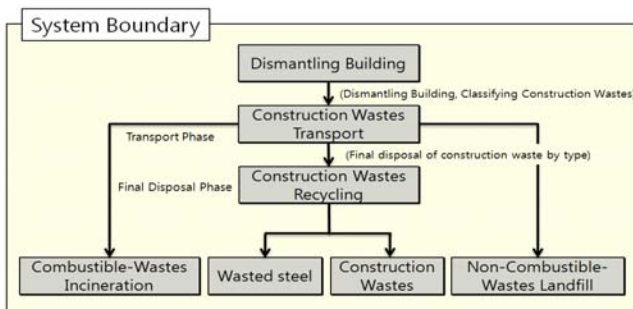 System Boundary
Dismantling Building
(Dismantling Building, Classifying Construction Wastes)
Construction Wastes
Transport
Transport Phase
(Final disposal of construction waste by type)
Final Disposal Phase
Construction Wastes
Recycling
Combustible-Wastes
Incineration
Wasted steel
Construction
Wastes
Non-Combustible-
Wastes Landfill